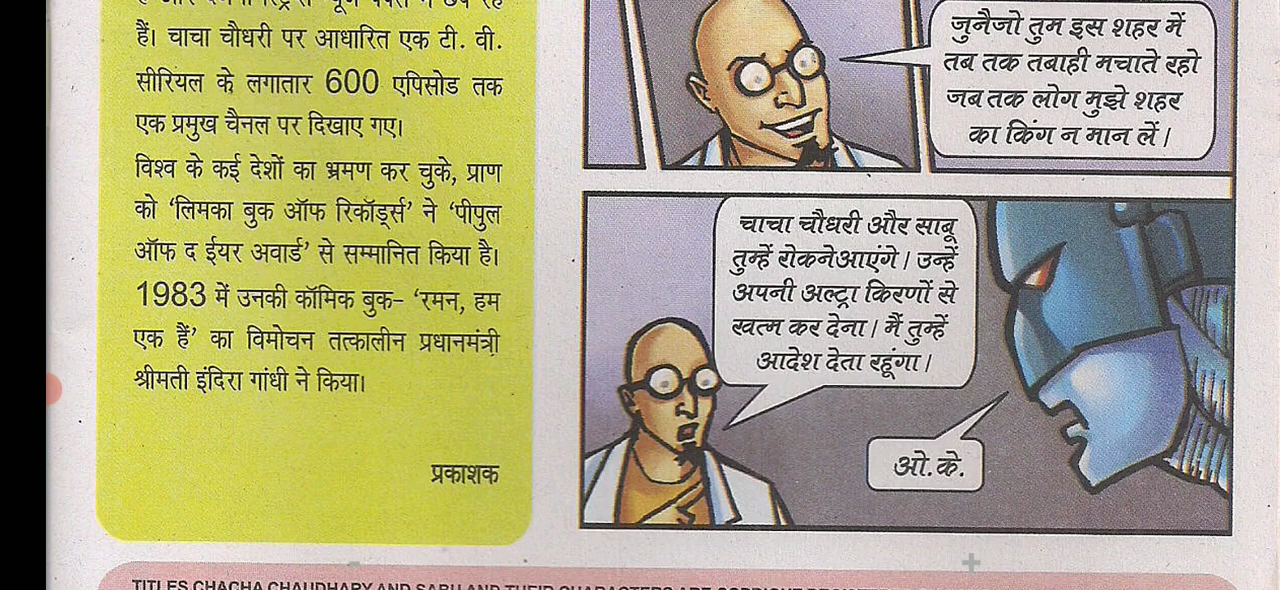 हैं। चाचा चौधरी पर आधारित एक टी. वी.
सीरियल के लगातार 600 एपिसोड तक
एक प्रमुख चैनल पर दिखाए गए।
विश्व के कई देशों का भ्रमण कर चुके, प्राण
को ‘लिमका बुक ऑफ रिकॉर्ड्स’ ने ‘पीपुल
ऑफ द ईयर अवार्ड’ से सम्मानित किया है।
1983 में उनकी कॉमिक बुक– ‘रमन, हम
एक हैं’ का विमोचन तत्कालीन प्रधानमंत्री
श्रीमती इंदिरा गांधी ने किया।
प्रकाशक
जुनैजो तुम इस शहर में
तब तक तबाही मचाते रहो
जब तक लोग मुझे शहर
का किंग न मान लें।
चाचा चौधरी और साबू
तुम्हें रोकने आएंगे। उन्हें
अपनी अल्ट्रा किरणों से
खत्म कर देना। मैं तुम्हें
आदेश देता रहूंगा।
ओ.के.
TITLES CHACHA CHAUDHARY AND SABU AND THEIR CHARACTERS ARE